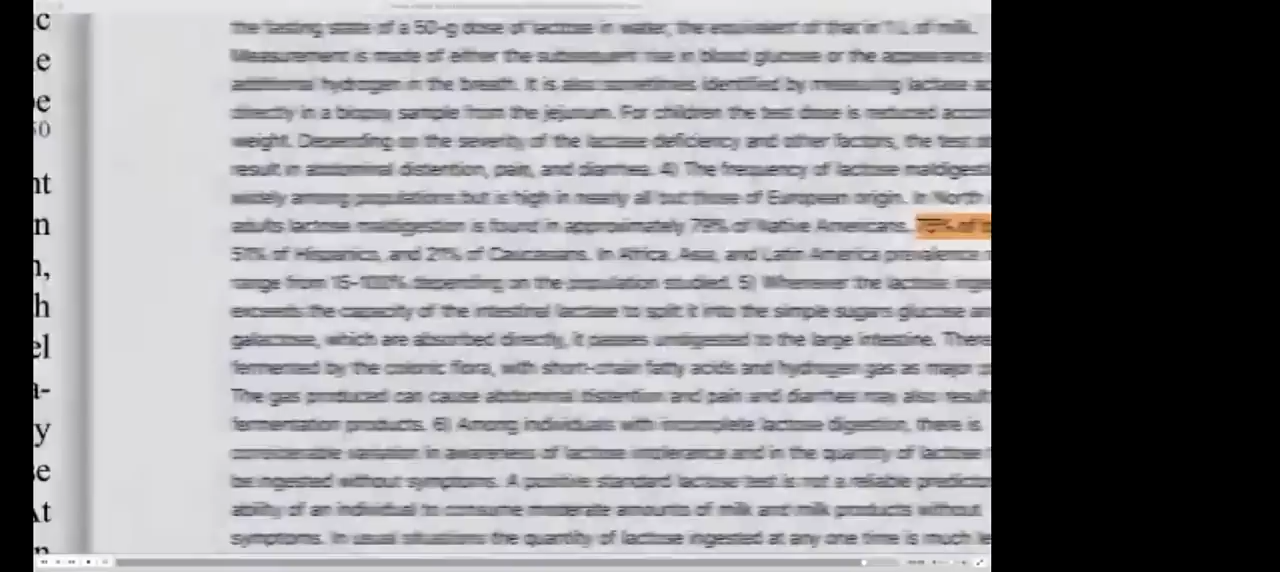 c
e
be
50
nt
n
n,
h
el
a-
y
se
At
n
the fasting state of a 50-g dose of lactose in water, the equivalent of that in 1 L of milk.
Measurement is made of either the subsequent rise in blood glucose or the appearance
additional hydrogen in the breath. It is also sometimes identified by measuring lactose
directly in a biopsy sample from the jejunum. For children the test dose is reduced
weight. Depending on the severity of the lactase deficiency and other factors, the test
result in abdominal distention, pain, and diarrhea. 4) The frequency of lactose
widely among populations but is high in nearly all but those of European origin. In North
adults lactose maldigestion is found in approximately 79% of Native Americans, of
51% of Hispanics, and 21% of Caucasians. In Africa, Asia, and Latin America prevalence
range from 15-100% depending on the population studied. 5) Whenever the lactose
exceeds the capacity of the intestinal lactase to split it into the simple sugars glucose
galactose, which are absorbed directly, it passes undigested to the large intestine.
fermented by the colonic flora, with short-chain fatty acids and hydrogen gas as major
The gas produced can cause abdominal distention and pain and diarrhea may also result
fermentation products. 6) Among individuals with incomplete lactose digestion, there is
considerable variation in awareness of lactose intolerance and in the quantity of lactose
be ingested without symptoms. A positive standard lactose test is not a reliable
ability of an individual to consume moderate amounts of milk and milk products without
symptoms. In usual situations the quantity of lactose ingested at any one time is much